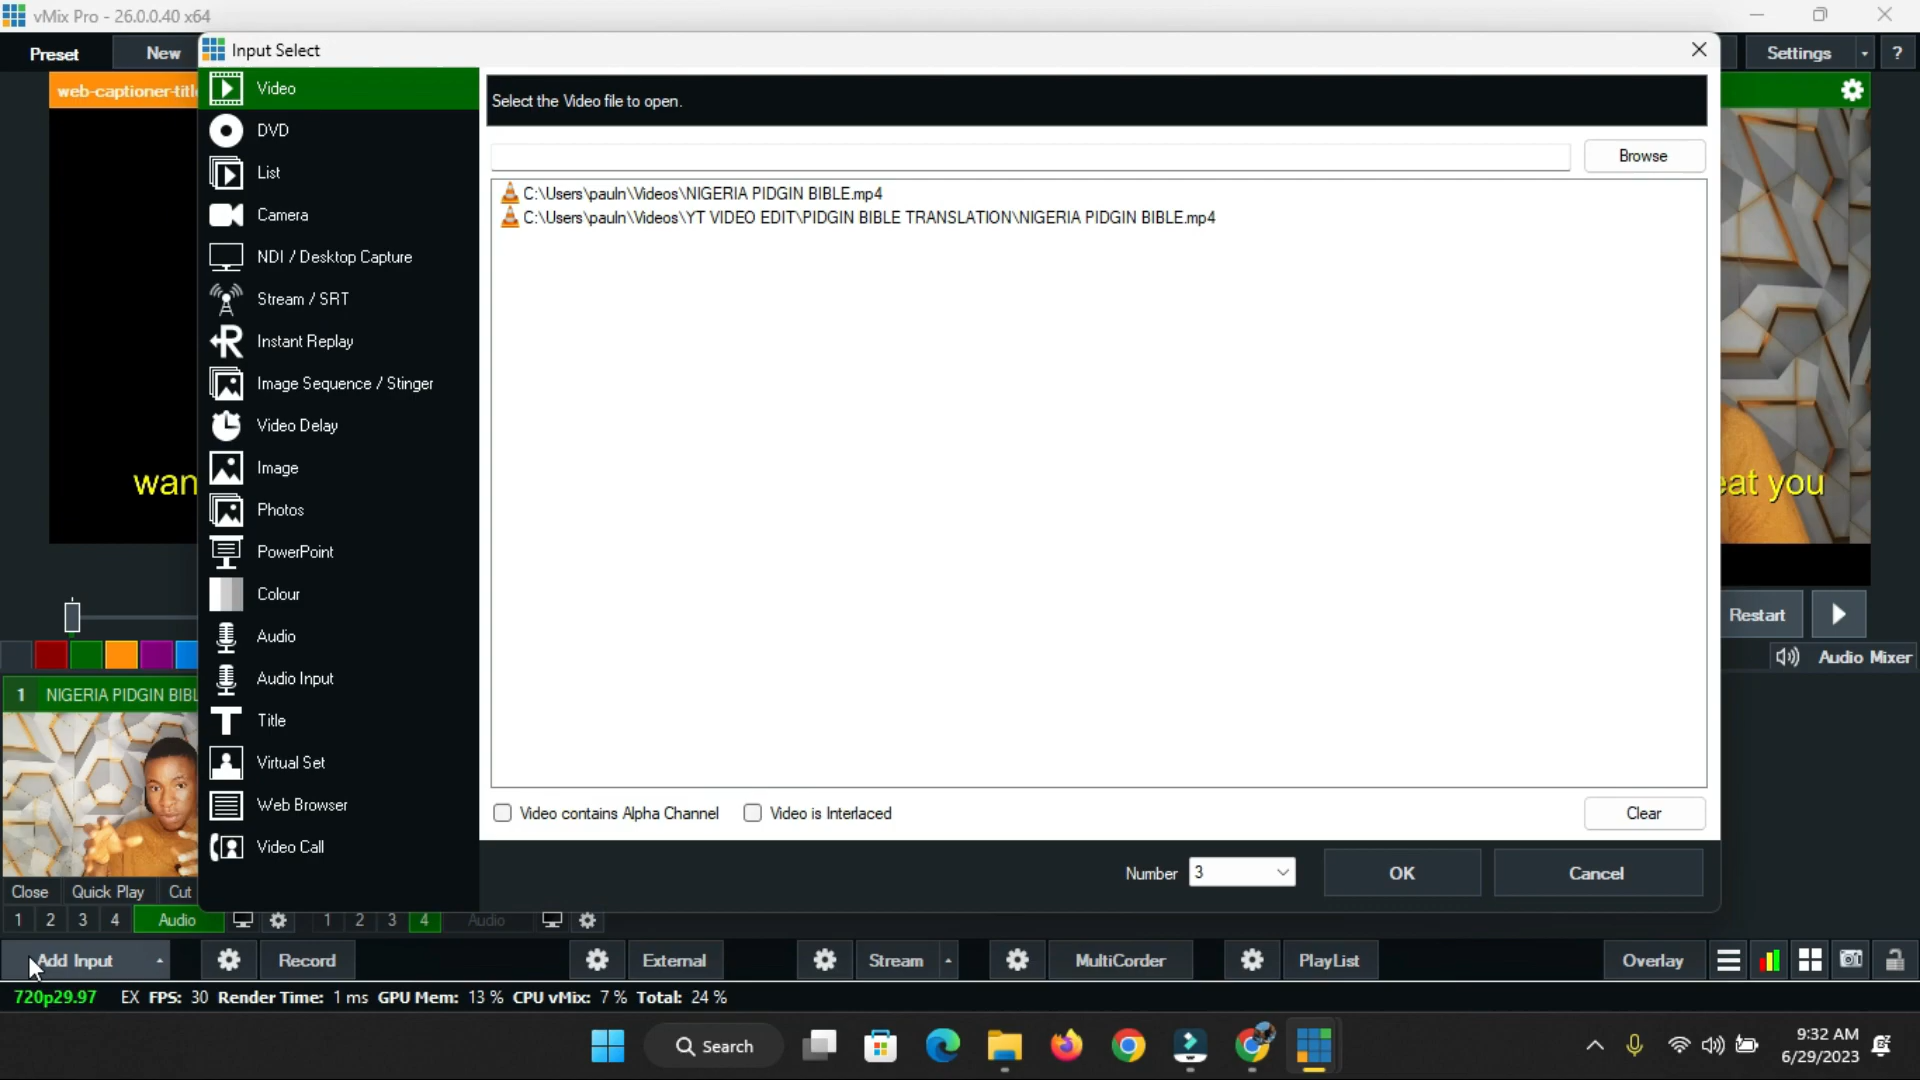 vMix Pro - 26.0.0.40 x64
Preset
New
Settings
?
Input Select
web-captioner-title
Video
DVD
List
Camera
NDI / Desktop Capture
Stream / SRT
Instant Replay
Image Sequence / Stinger
Video Delay
Image
Photos
PowerPoint
Colour
Audio
Audio Input
Title
Virtual Set
Web Browser
Video Call
Select the Video file to open.
Browse
C:\Users\pauln\Videos\NIGERIA PIDGIN BIBLE.mp4
C:\Users\pauln\Videos\YT VIDEO EDIT\PIDGIN BIBLE TRANSLATION\NIGERIA PIDGIN BIBLE.mp4
Video contains Alpha Channel
Video is Interlaced
Clear
Number 3
OK
Cancel
wan
eat you
Restart
Audio Mixer
1 NIGERIA PIDGIN BIBL
Close Quick Play Cut
1 2 3 4 Audio
1 2 3 4 Audio
Add Input
Record
External
Stream
MultiCorder
PlayList
Overlay
720p29.97 EX FPS: 30 Render Time: 1 ms GPU Mem: 13 % CPU vMix: 7 % Total: 24 %
Search
9:32 AM
6/29/2023